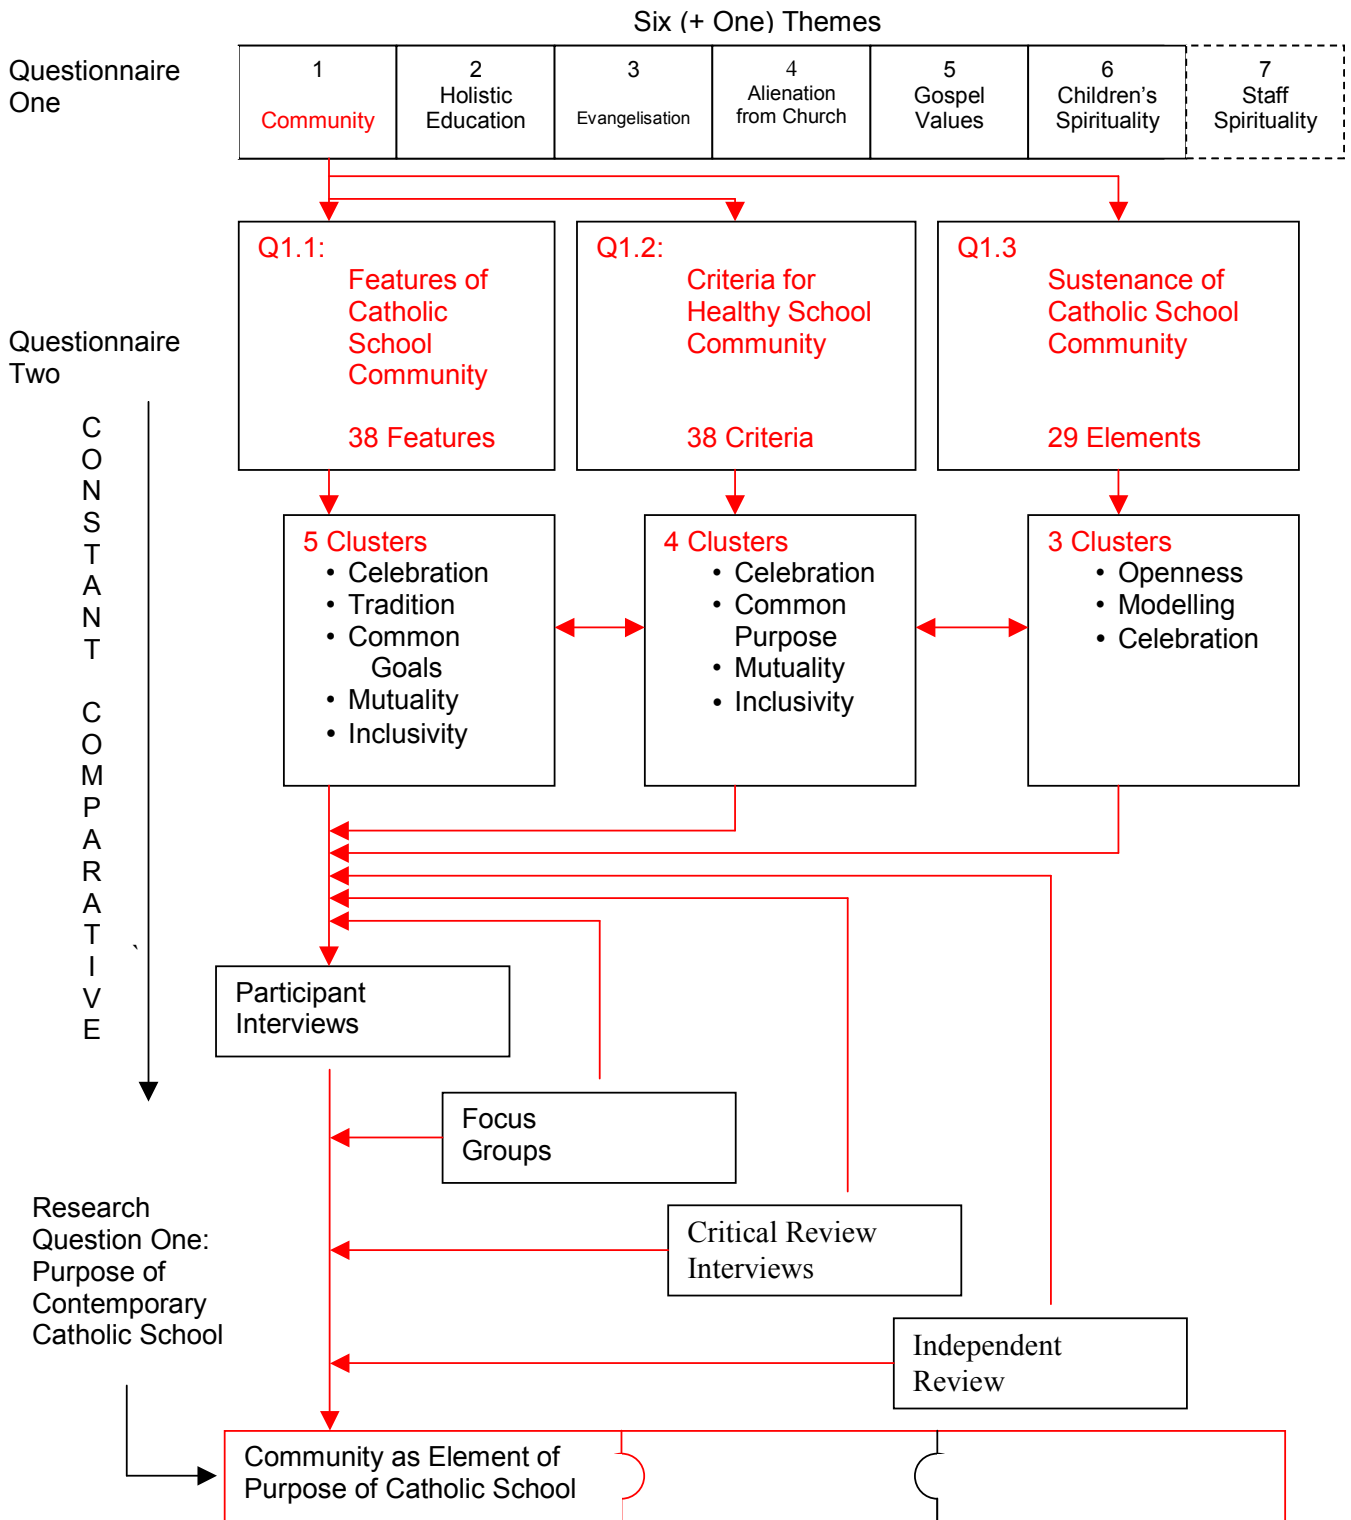 Six (+ One) Themes
Questionnaire
One
1
Community
2
Holistic
Education
3
Evangelisation
4
Alienation
from Church
5
Gospel
Values
6
Children's
Spirituality
7
Staff
Spirituality
Questionnaire
Two
Q1.1:
Features of
Catholic
School
Community
38 Features
Q1.2:
Criteria for
Healthy School
Community
38 Criteria
Q1.3
Sustenance of
Catholic School
Community
29 Elements
CONSTANT COMPARATIVE
5 Clusters
• Celebration
• Tradition
• Common
Goals
• Mutuality
• Inclusivity
4 Clusters
• Celebration
• Common
Purpose
• Mutuality
• Inclusivity
3 Clusters
• Openness
• Modelling
• Celebration
`
Participant
Interviews
Focus
Groups
Critical Review
Interviews
Independent
Review
Research
Question One:
Purpose of
Contemporary
Catholic School
Community as Element of
Purpose of Catholic School